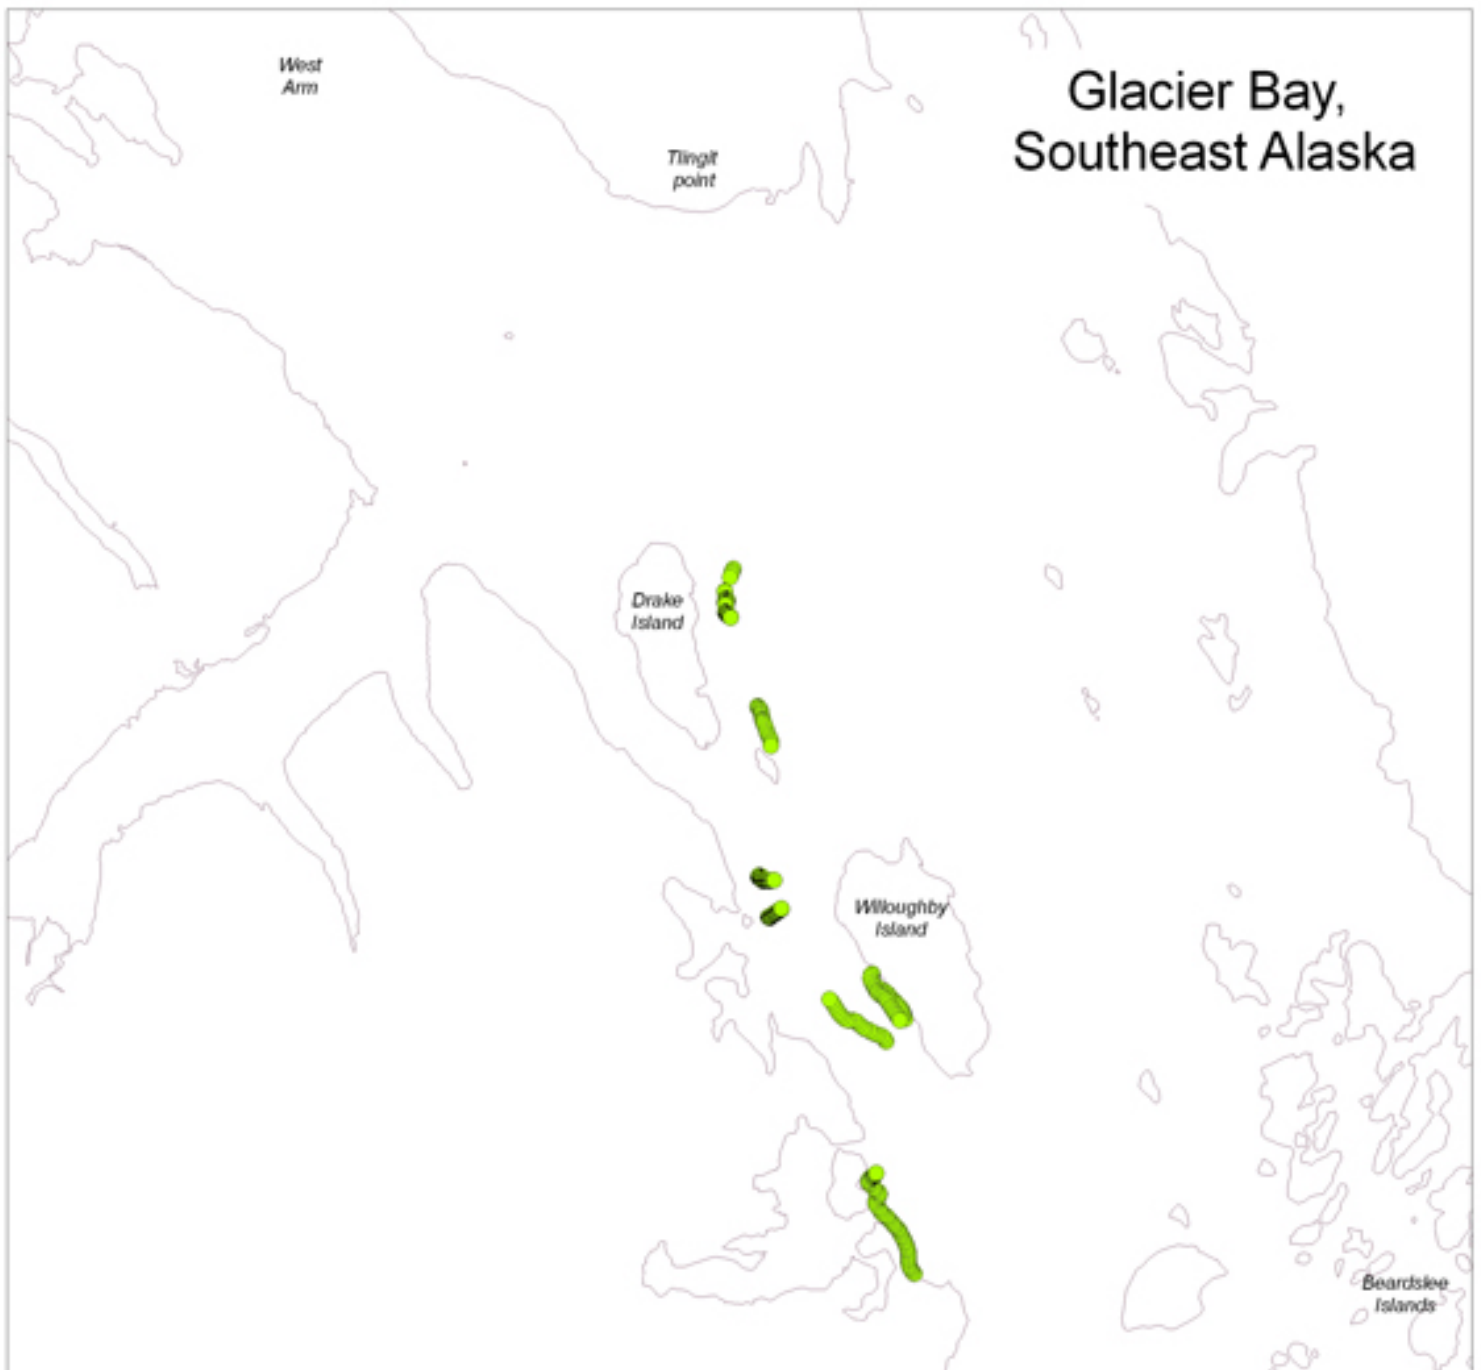 West
Arm
Glacier Bay,
Southeast Alaska
Tlingit
point
Drake
Island
Willoughby
Island
Beardslee
Islands